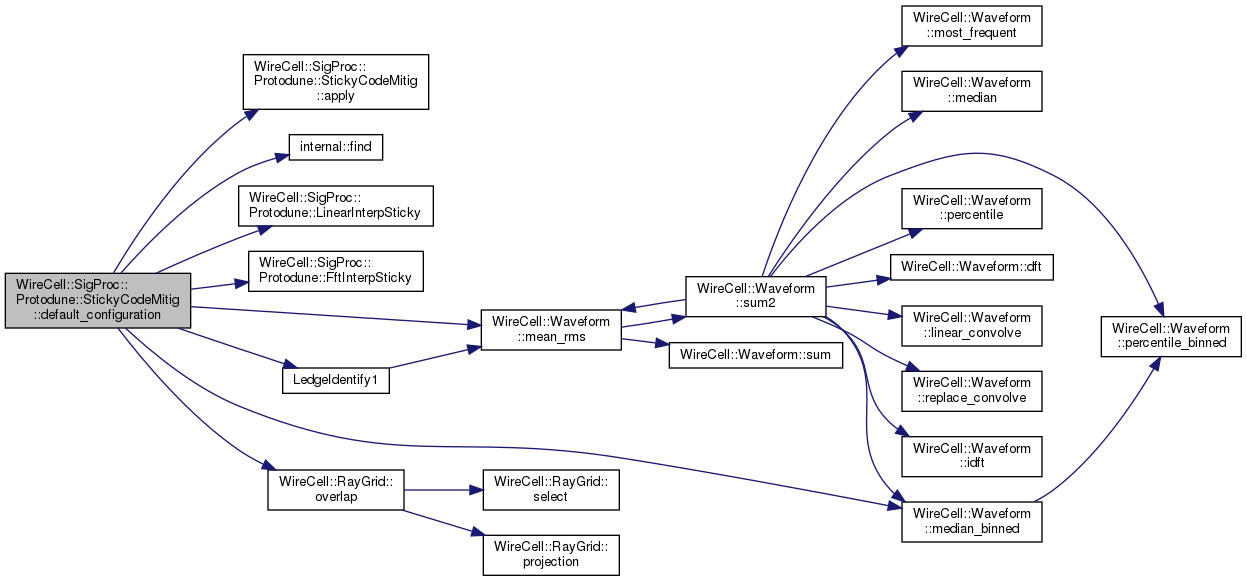 WireCell::SigProc::
Protodune::StickyCodeMitig
::default_configuration
WireCell::SigProc::
Protodune::StickyCodeMitig
::apply
internal::find
WireCell::SigProc::
Protodune::LinearInterpSticky
WireCell::SigProc::
Protodune::FftInterpSticky
LedgeIdentify1
WireCell::RayGrid::
overlap
WireCell::Waveform
::mean_rms
WireCell::RayGrid::
select
WireCell::RayGrid::
projection
WireCell::Waveform
::sum2
WireCell::Waveform::sum
WireCell::Waveform
::most_frequent
WireCell::Waveform
::median
WireCell::Waveform
::percentile
WireCell::Waveform::dft
WireCell::Waveform
::linear_convolve
WireCell::Waveform
::replace_convolve
WireCell::Waveform
::idft
WireCell::Waveform
::median_binned
WireCell::Waveform
::percentile_binned